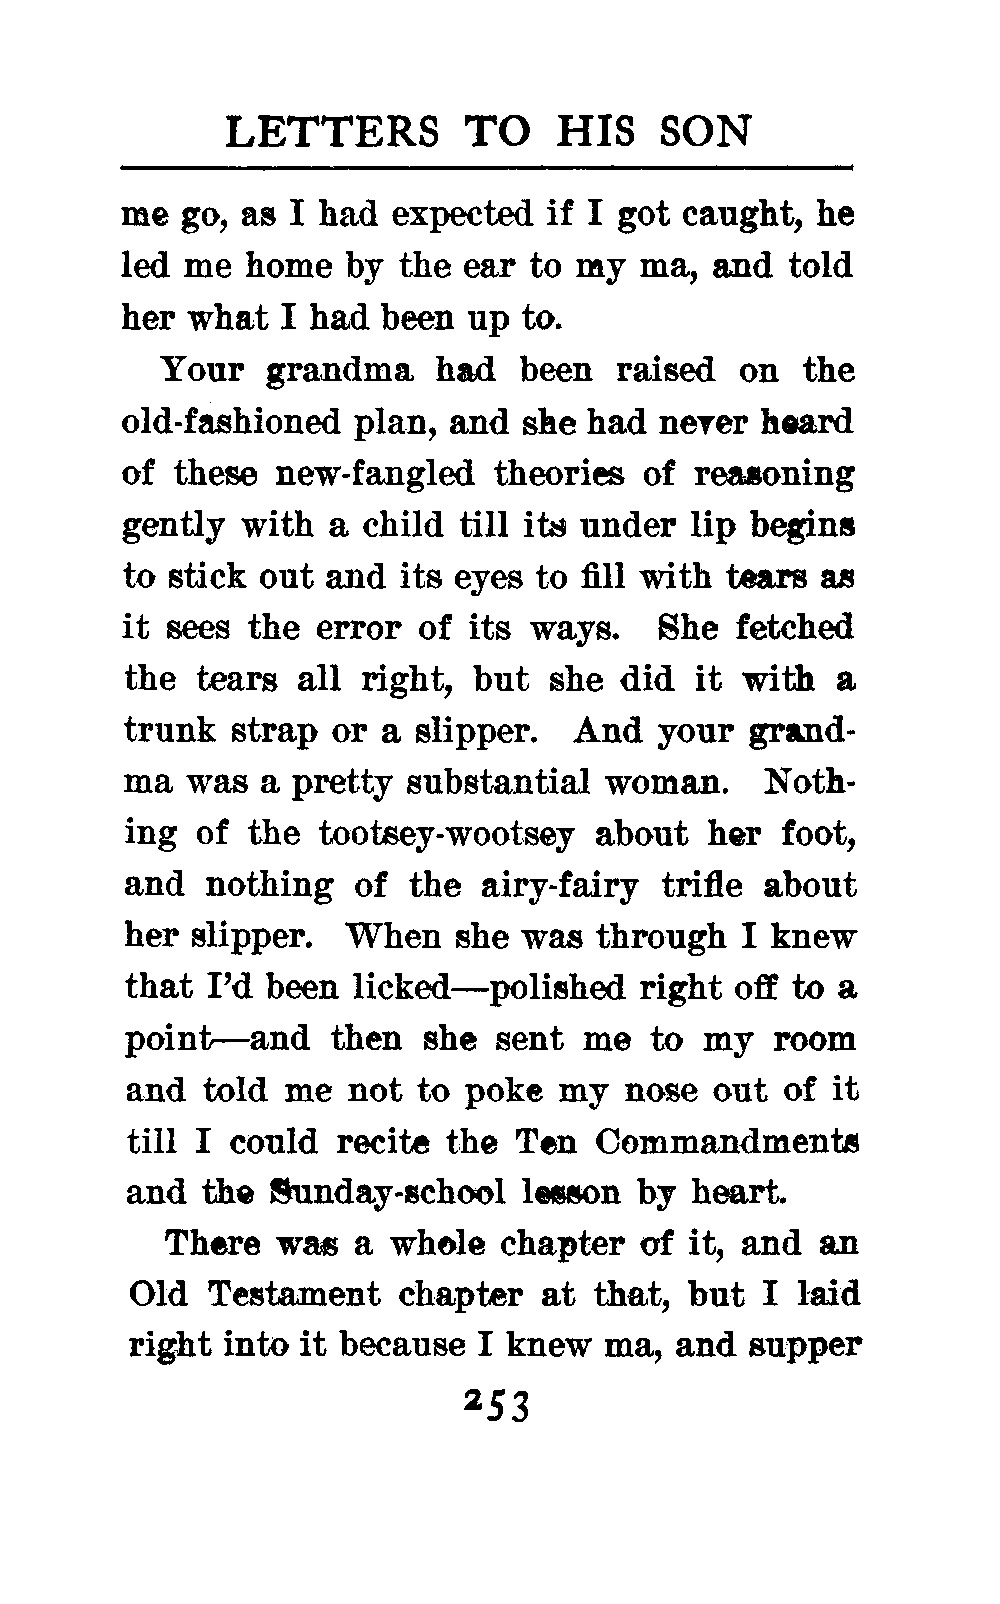 LETTERS TO HIS SON
me go, as I had expected if I got caught, he
led me home by the ear to my ma, and told
her what I had been up to.
Your grandma had been raised on the
old-fashioned plan, and she had never heard
of these new-fangled theories of reasoning
gently with a child till its under lip begins
to stick out and its eyes to fill with tears as
it sees the error of its ways. She fetched
the tears all right, but she did it with a
trunk strap or a slipper. And your grand-
ma was a pretty substantial woman. Noth-
ing of the tootsey-wootsey about her foot,
and nothing of the airy-fairy trifle about
her slipper. When she was through I knew
that I'd been licked—polished right off to a
point—and then she sent me to my room
and told me not to poke my nose out of it
till I could recite the Ten Commandments
and the Sunday-school lesson by heart.
There was a whole chapter of it, and an
Old Testament chapter at that, but I laid
right into it because I knew ma, and supper
253